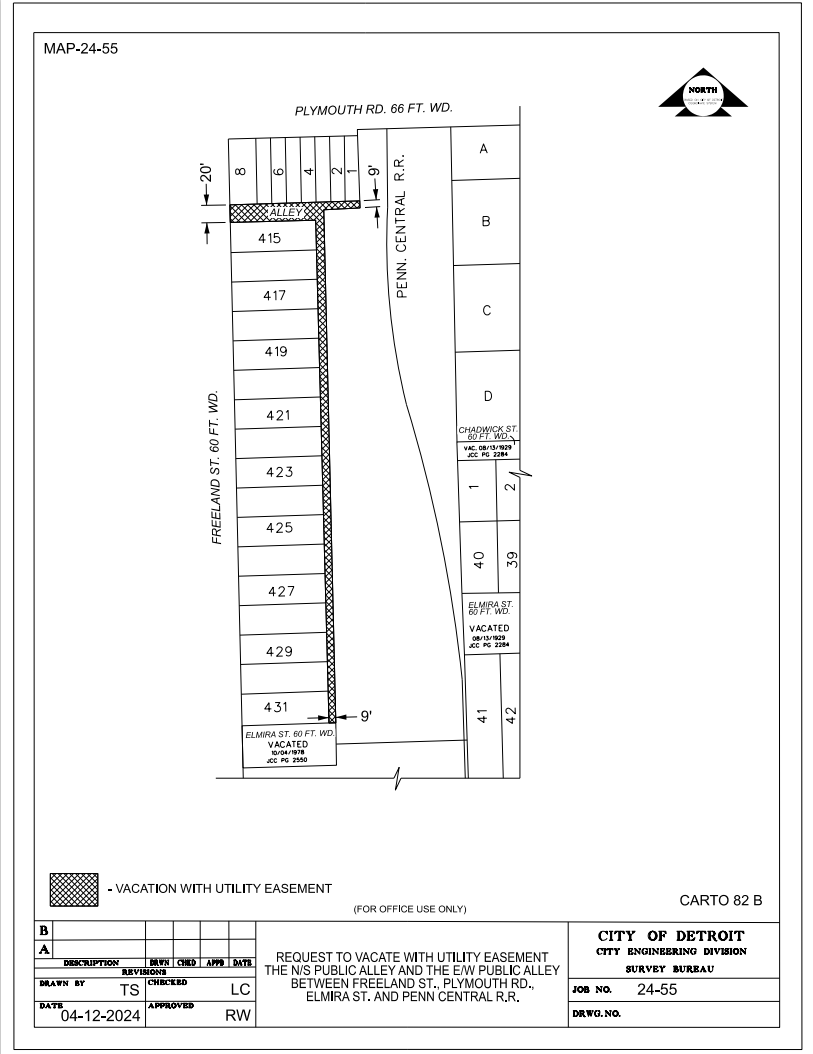 MAP-24-55
NORTH
PLYMOUTH RD. 66 FT. WD.
20'
8
6
4
2
1
9'
PENN. CENTRAL R.R.
A
ALLEY
415
B
417
C
419
D
FREELAND ST. 60 FT. WD.
421
CHADWICK ST.
60 FT. WD.
VAC. 08/13/1929
JCC PG 2284
423
1
2
425
40
39
427
ELMIRA ST.
60 FT. WD.
VACATED
08/13/1929
JCC PG 2284
429
431
9'
41
42
ELMIRA ST. 60 FT. WD.
VACATED
10/04/1978
JCC PG 2550
- VACATION WITH UTILITY EASEMENT
(FOR OFFICE USE ONLY)
CARTO 82 B
B
A
DESCRIPTION DRWN CHKD APPD DATE
REVISIONS
DRAWN BY TS
CHECKED LC
DATE 04-12-2024
APPROVED RW
REQUEST TO VACATE WITH UTILITY EASEMENT
THE N/S PUBLIC ALLEY AND THE E/W PUBLIC ALLEY
BETWEEN FREELAND ST., PLYMOUTH RD.,
ELMIRA ST. AND PENN CENTRAL R.R.
CITY OF DETROIT
CITY ENGINEERING DIVISION
SURVEY BUREAU
JOB NO. 24-55
DRWG. NO.